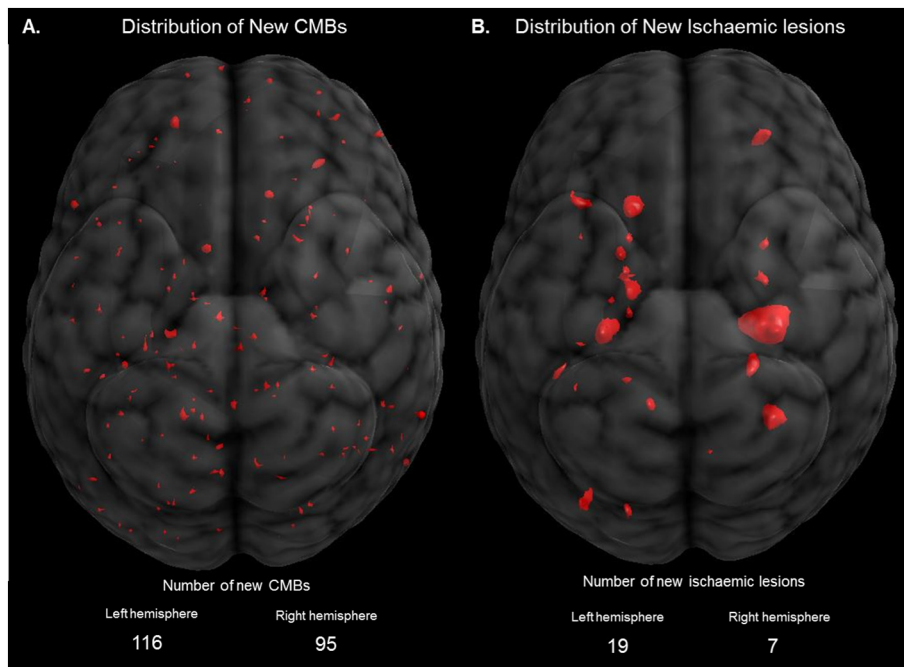 A. Distribution of New CMBs
B. Distribution of New Ischaemic lesions
Number of new CMBs
Left hemisphere Right hemisphere
116 95
Number of new ischaemic lesions
Left hemisphere Right hemisphere
19 7